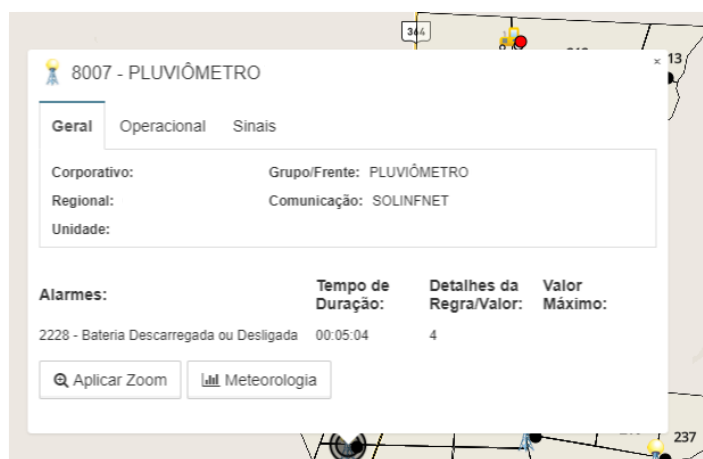 364
13
8007 - PLUVIÔMETRO
×
Geral Operacional Sinais
Corporativo: Grupo/Frente: PLUVIÔMETRO
Regional: Comunicação: SOLINFNET
Unidade:
Alarmes: Tempo de Duração: Detalhes da Regra/Valor: Valor Máximo:
2228 - Bateria Descarregada ou Desligada 00:05:04 4
Aplicar Zoom Meteorologia
237